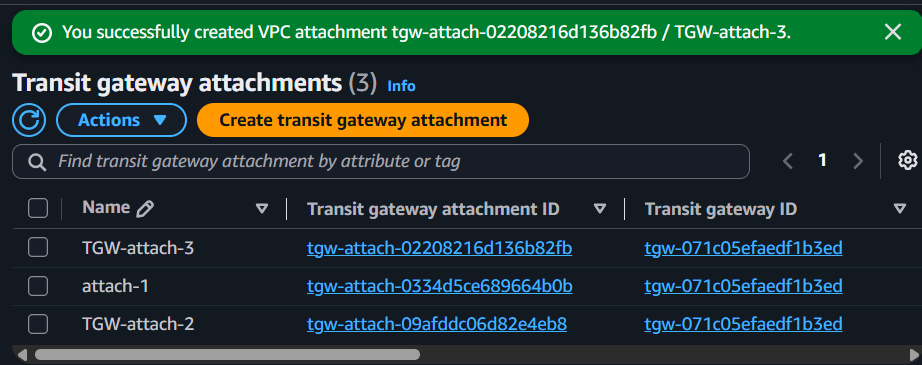 You successfully created VPC attachment tgw-attach-02208216d136b82fb / TGW-attach-3.
Transit gateway attachments (3) Info
Actions Create transit gateway attachment
Find transit gateway attachment by attribute or tag 1
Name Transit gateway attachment ID Transit gateway ID
TGW-attach-3 tgw-attach-02208216d136b82fb tgw-071c05efaedf1b3ed
attach-1 tgw-attach-0334d5ce689664b0b tgw-071c05efaedf1b3ed
TGW-attach-2 tgw-attach-09afddc06d82e4eb8 tgw-071c05efaedf1b3ed